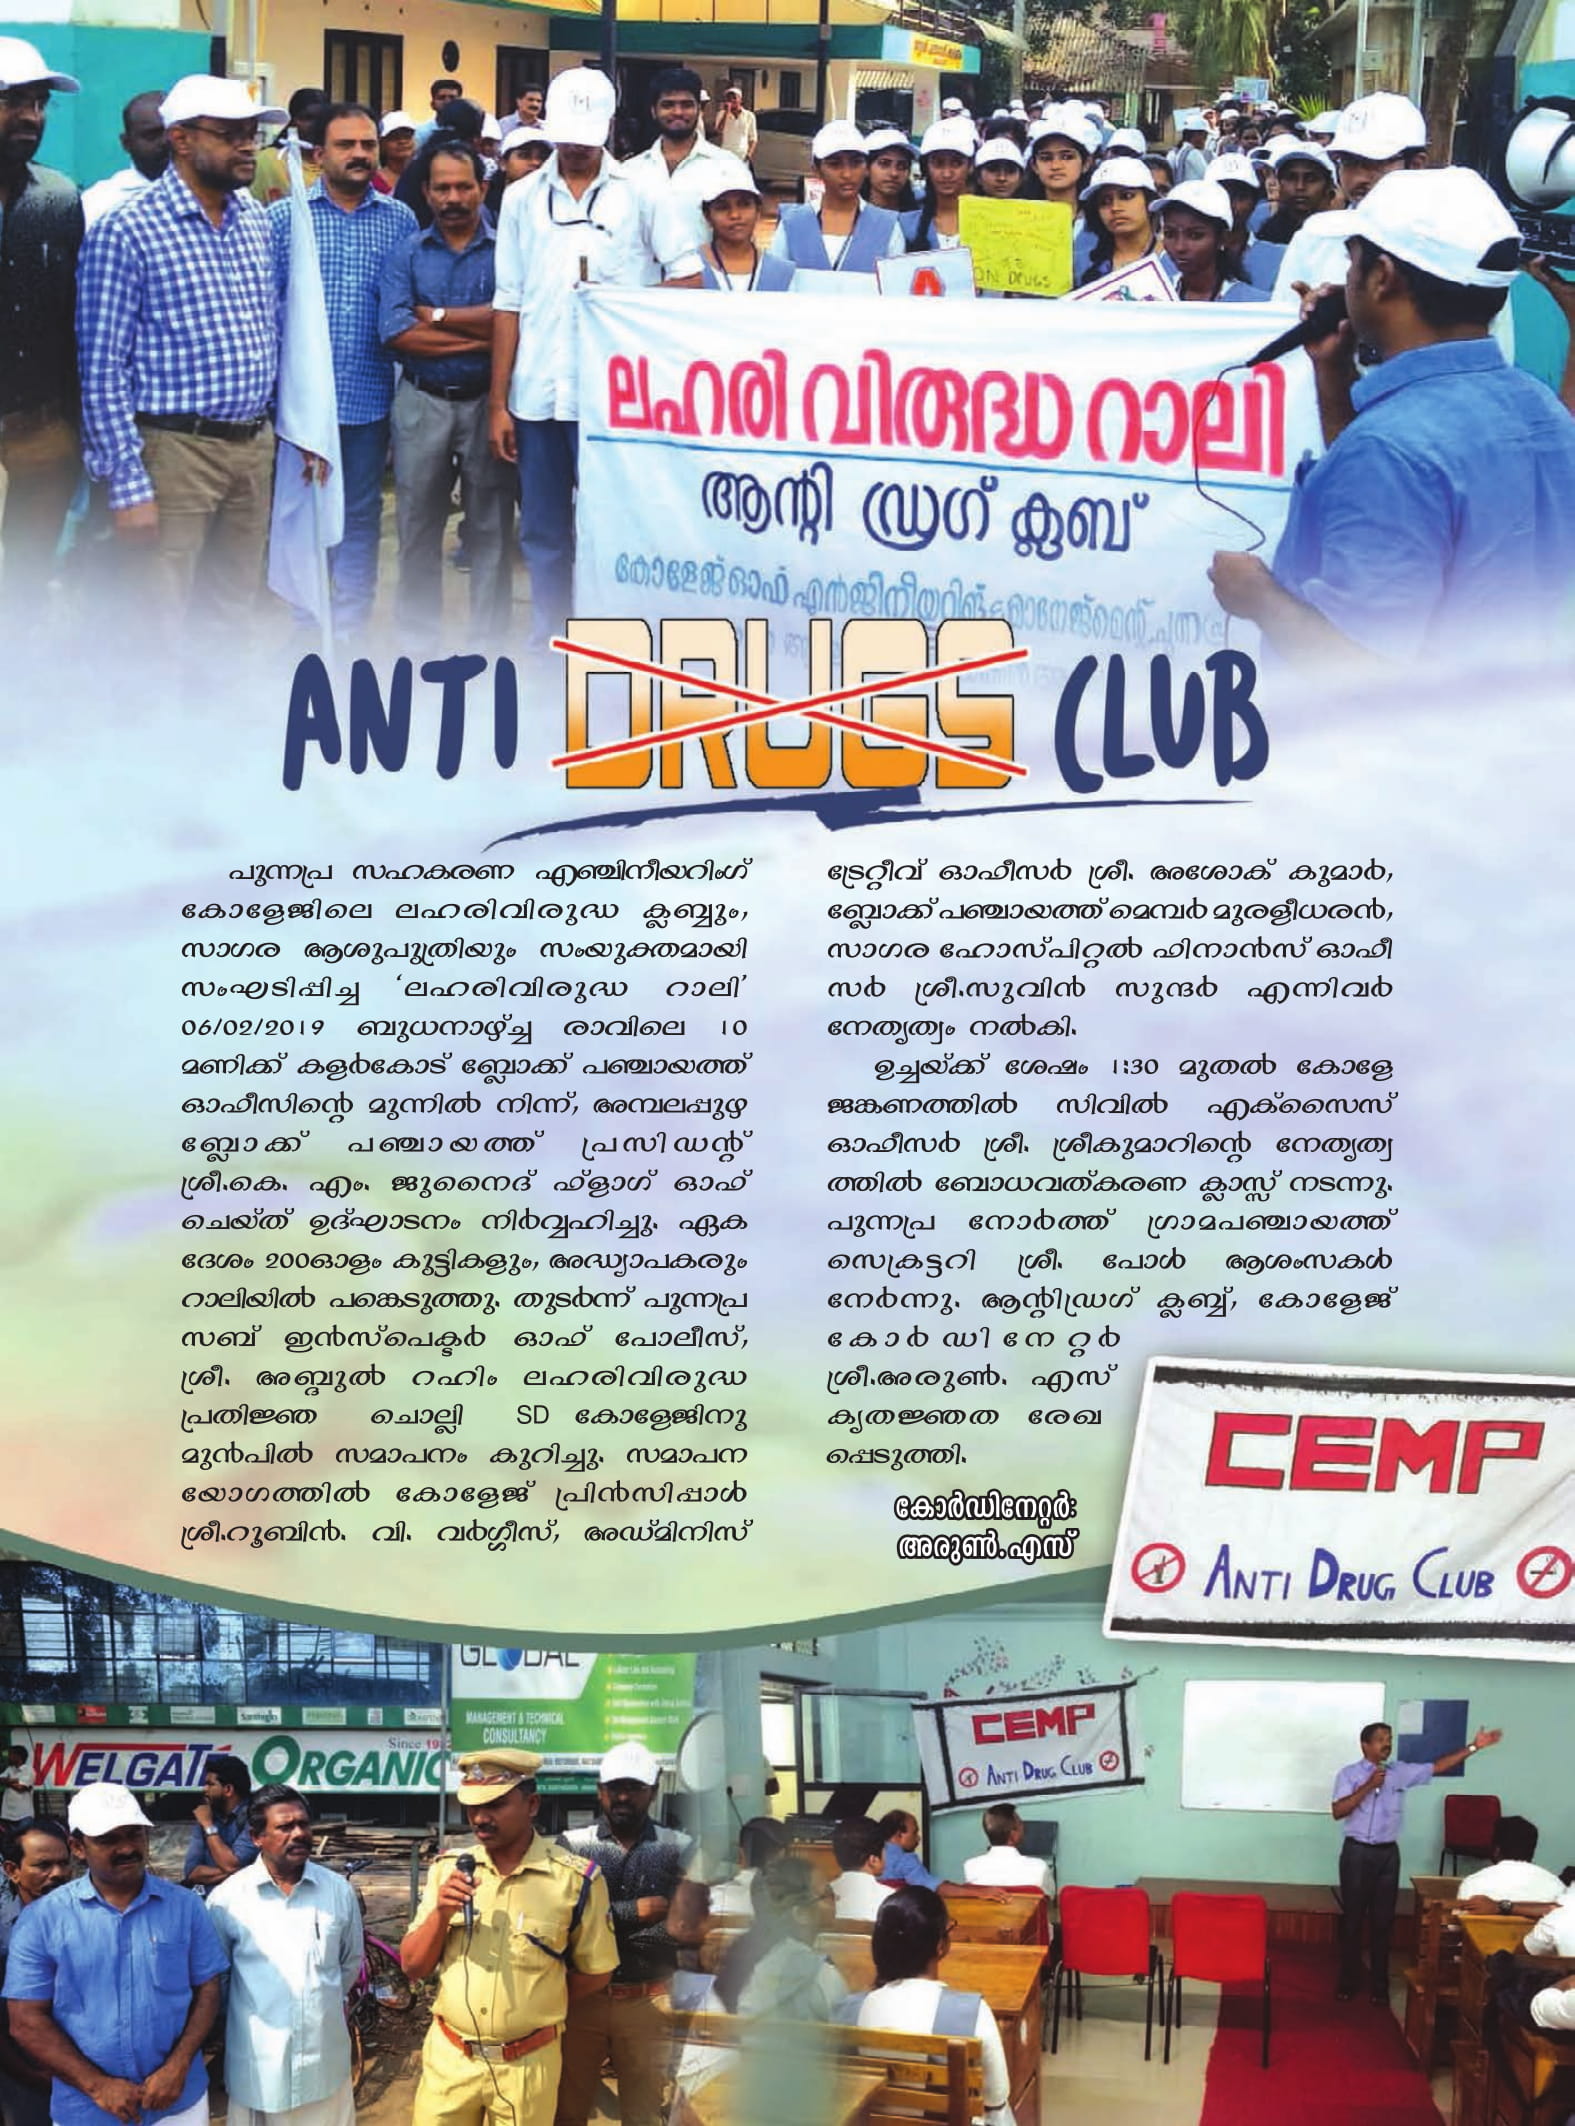 ON DRUGS
ലഹരി വിരുദ്ധ റാലി
ആന്റി ഡ്രഗ് ക്ലബ്
കോളേജ് ഓഫ് എൻജിനീയറിങ് & മാനേജ്മെന്റ്, പുന്നപ്ര
ANTI DRUGS CLUB
പുന്നപ്ര സഹകരണ എഞ്ചിനീയറിംഗ്
കോളേജിലെ ലഹരിവിരുദ്ധ ക്ലബ്ബും,
സാഗര ആശുപുത്രിയും സംയുക്തമായി
സംഘടിപ്പിച്ച ‘ലഹരിവിരുദ്ധ റാലി’
06/02/2019 ബുധനാഴ്ച്ച രാവിലെ 10
മണിക്ക് കളർകോട് ബ്ലോക്ക് പഞ്ചായത്ത്
ഓഫീസിന്റെ മുന്നിൽ നിന്ന്, അമ്പലപ്പുഴ
ബ്ലോക്ക് പഞ്ചായത്ത് പ്രസിഡന്റ്
ശ്രീ.കെ. എം. ജുനൈദ് ഫ്ളാഗ് ഓഫ്
ചെയ്ത് ഉദ്ഘാടനം നിർവ്വഹിച്ചു. ഏക
ദേശം 200ഓളം കുട്ടികളും, അദ്ധ്യാപകരും
റാലിയിൽ പങ്കെടുത്തു. തുടർന്ന് പുന്നപ്ര
സബ് ഇൻസ്പെക്ടർ ഓഫ് പോലീസ്,
ശ്രീ. അബ്ദുൽ റഹിം ലഹരിവിരുദ്ധ
പ്രതിജ്ഞ ചൊല്ലി SD കോളേജിനു
മുൻപിൽ സമാപനം കുറിച്ചു. സമാപന
യോഗത്തിൽ കോളേജ് പ്രിൻസിപ്പാൾ
ശ്രീ.റൂബിൻ. വി. വർഗ്ഗീസ്, അഡ്മിനിസ്
ട്രേറ്റീവ് ഓഫീസർ ശ്രീ. അശോക് കുമാർ,
ബ്ലോക്ക് പഞ്ചായത്ത് മെമ്പർ മുരളീധരൻ,
സാഗര ഹോസ്പിറ്റൽ ഫിനാൻസ് ഓഫീ
സർ ശ്രീ.സുവിൻ സുന്ദർ എന്നിവർ
നേതൃത്വം നൽകി.
ഉച്ചയ്ക്ക് ശേഷം 1:30 മുതൽ കോളേ
ജങ്കണത്തിൽ സിവിൽ എക്സൈസ്
ഓഫീസർ ശ്രീ. ശ്രീകുമാറിന്റെ നേതൃത്വ
ത്തിൽ ബോധവത്കരണ ക്ലാസ്സ് നടന്നു.
പുന്നപ്ര നോർത്ത് ഗ്രാമപഞ്ചായത്ത്
സെക്രട്ടറി ശ്രീ. പോൾ ആശംസകൾ
നേർന്നു. ആന്റിഡ്രഗ് ക്ലബ്ബ്, കോളേജ്
കോർഡിനേറ്റർ
ശ്രീ.അരുൺ. എസ്
കൃതജ്ഞത രേഖ
പ്പെടുത്തി.
കോർഡിനേറ്റർ:
അരുൺ.എസ്
CEMP
ANTI DRUG CLUB
GLOBAL
MANAGEMENT & TECHNICAL
CONSULTANCY
Since
WELGATE ORGANIC
CEMP
ANTI DRUG CLUB